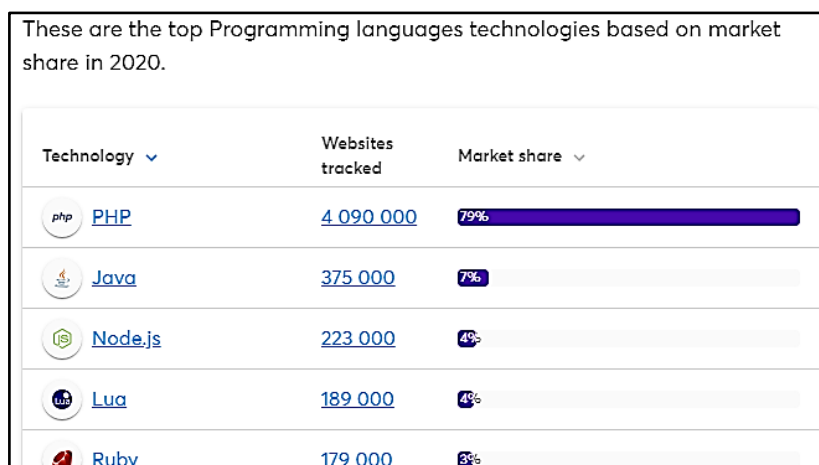 These are the top Programming languages technologies based on market
share in 2020.
Technology
Websites
tracked
Market share
php PHP 4 090 000 79%
Java 375 000 7%
JS Node.js 223 000 4%
Lua Lua 189 000 4%
Ruby 179 000 3%